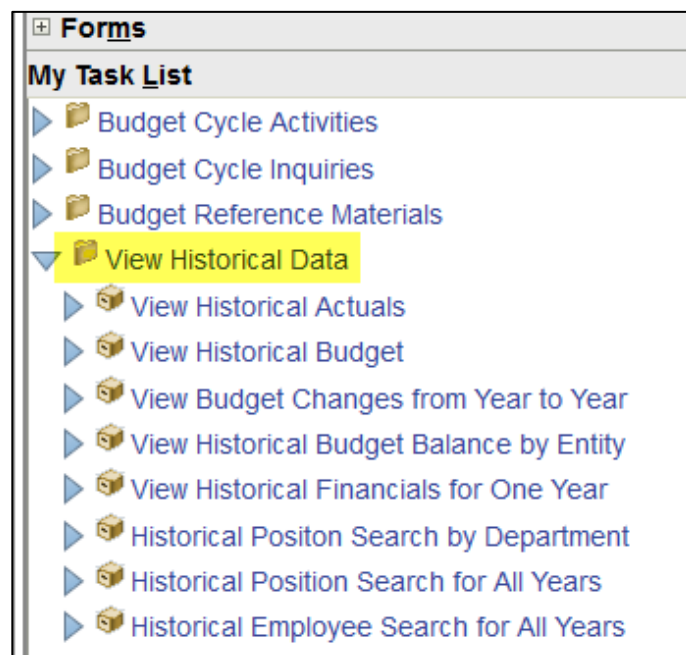 Forms
My Task List
Budget Cycle Activities
Budget Cycle Inquiries
Budget Reference Materials
View Historical Data
View Historical Actuals
View Historical Budget
View Budget Changes from Year to Year
View Historical Budget Balance by Entity
View Historical Financials for One Year
Historical Positon Search by Department
Historical Position Search for All Years
Historical Employee Search for All Years